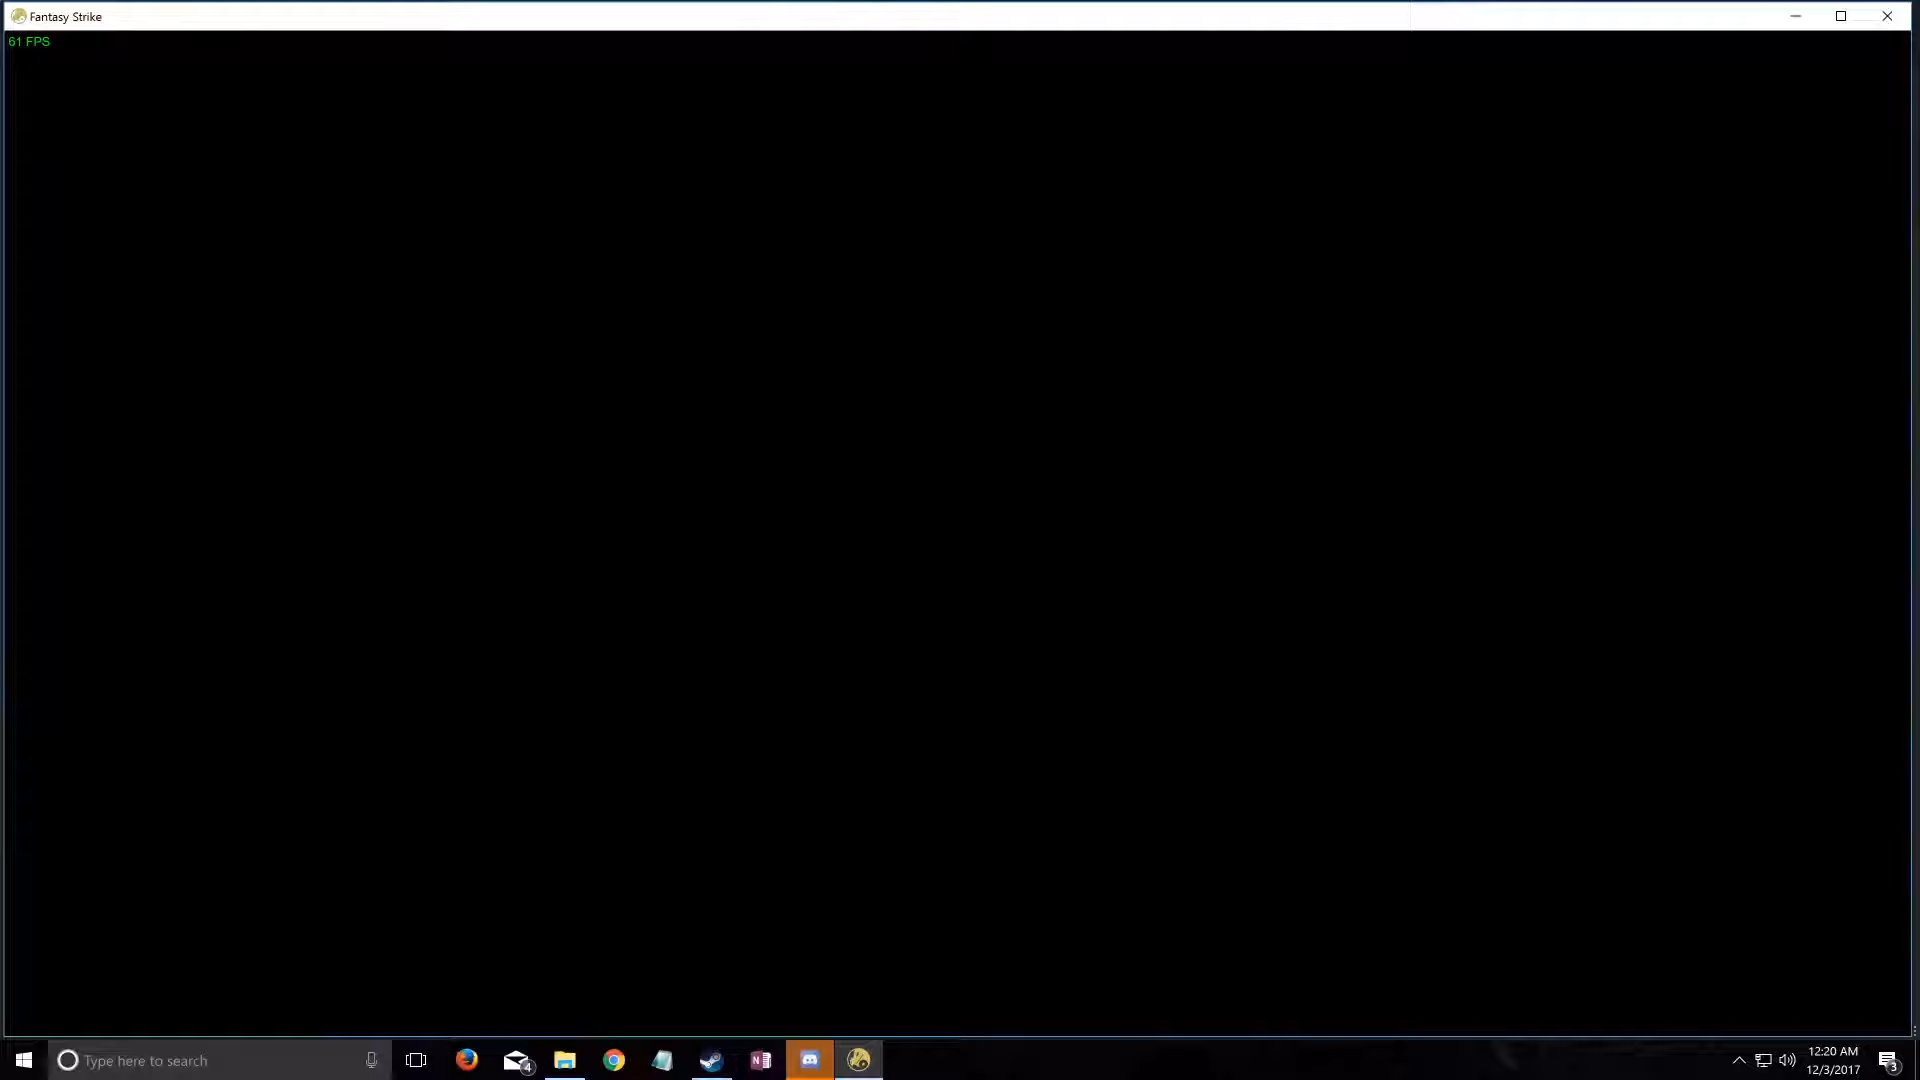 Fantasy Strike
61 FPS
Type here to search
4
N
12:20 AM
12/3/2017
3